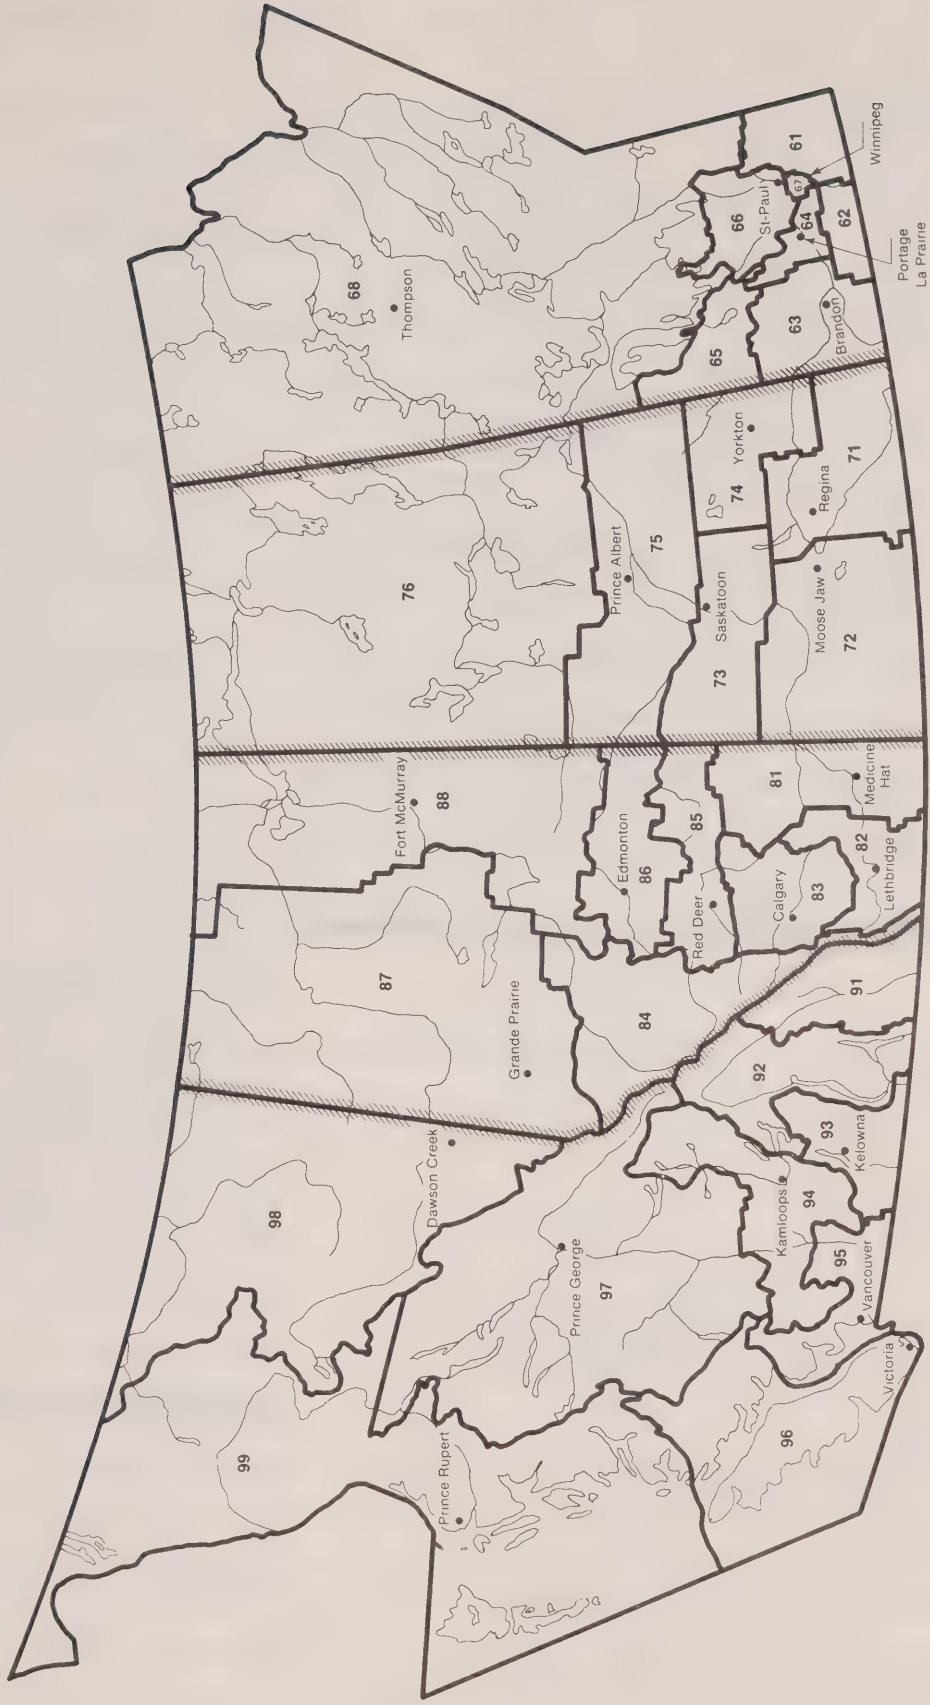 99
98
Prince Rupert
Dawson Creek
Prince George
97
96
Victoria
Vancouver
95
Kamloops
94
93
Kelowna
92
91
87
Grande Prairie
84
Fort McMurray
88
Edmonton
86
Red Deer
85
Calgary
83
82
Lethbridge
81
Medicine
Hat
76
Prince Albert
75
73
Saskatoon
74
Yorkton
Moose Jaw
72
Regina
71
68
Thompson
65
66
St-Paul
63
Brandon
64
67
61
62
Portage
La Prairie
Winnipeg